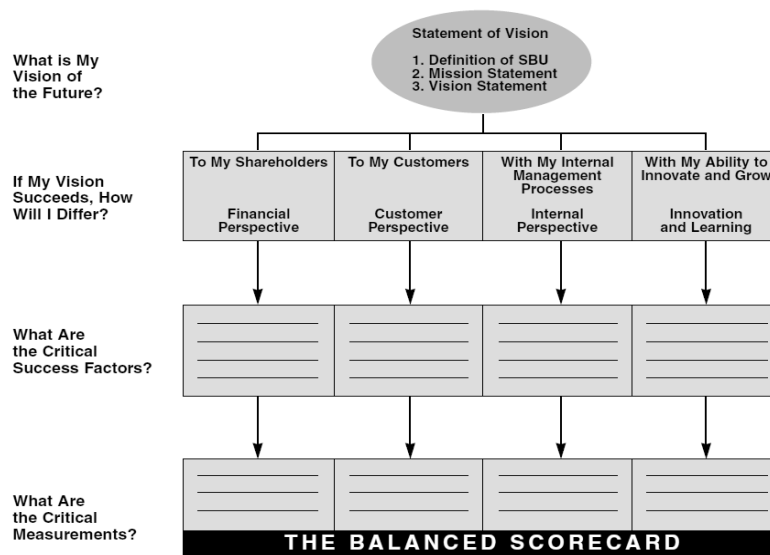 What is My
Vision of
the Future?
Statement of Vision
1. Definition of SBU
2. Mission Statement
3. Vision Statement
If My Vision
Succeeds, How
Will I Differ?
To My Shareholders
Financial
Perspective
To My Customers
Customer
Perspective
With My Internal
Management
Processes
Internal
Perspective
With My Ability to
Innovate and Grow
Innovation
and Learning
What Are
the Critical
Success Factors?
What Are
the Critical
Measurements?
THE BALANCED SCORECARD